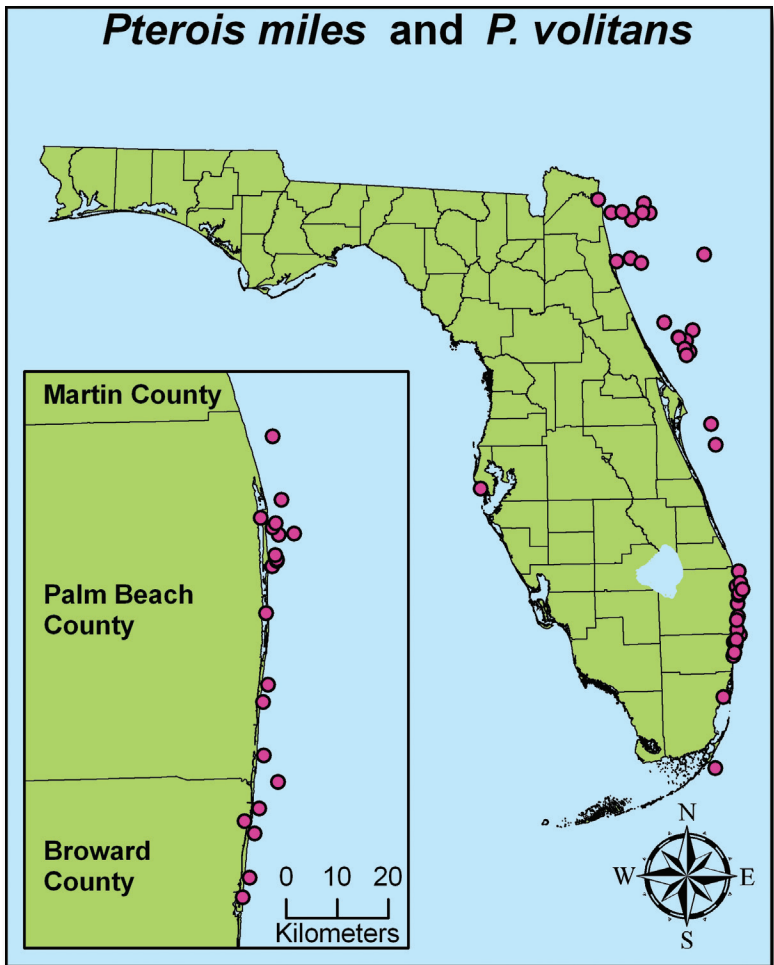 Pterois miles and P. volitans
Martin County
Palm Beach
County
Broward
County
0 10 20
Kilometers
N
W E
S